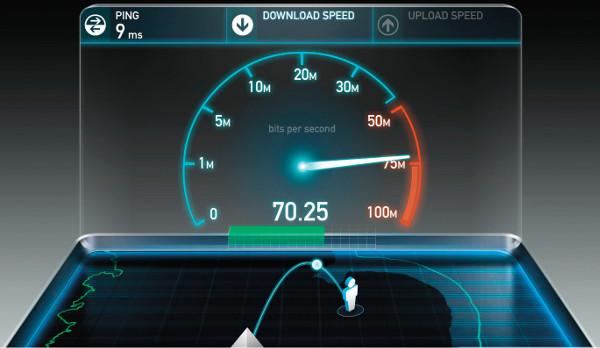 PING
9 ms
DOWNLOAD SPEED
UPLOAD SPEED
20M
10M
30M
5M
50M
bits per second
1M
75M
0
70.25
100M